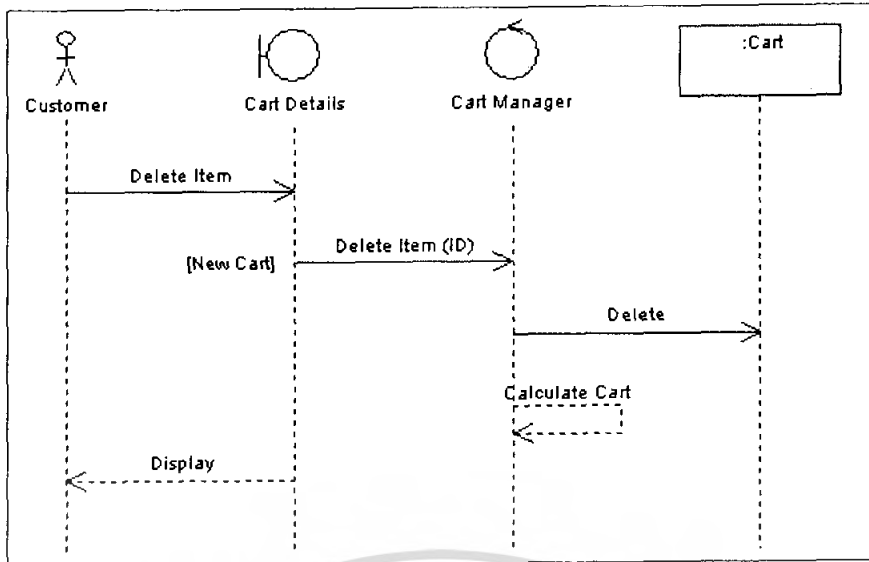 :Cart
Customer
Cart Details
Cart Manager
Delete Item
[New Cart]
Delete Item (ID)
Delete
Calculate Cart
Display